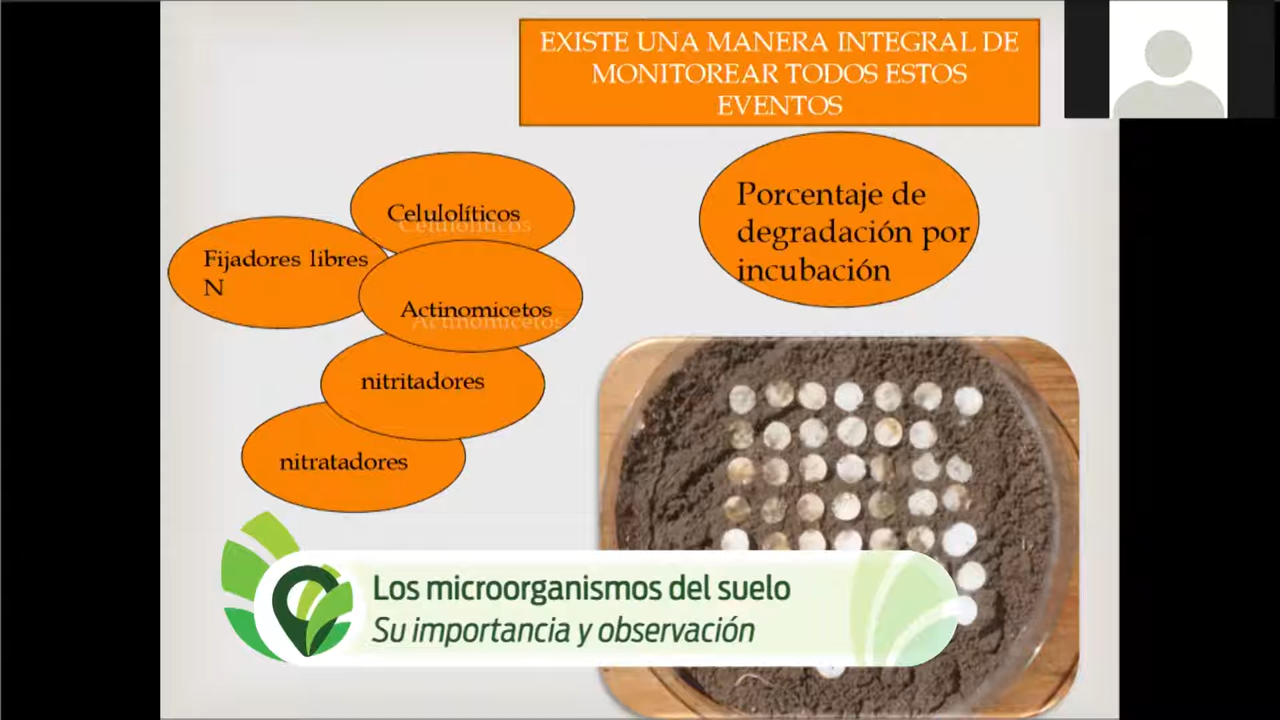 EXISTE UNA MANERA INTEGRAL DE
MONITOREAR TODOS ESTOS
EVENTOS
Celulolíticos
Fijadores libres
N
Actinomicetos
nitritadores
nitratadores
Porcentaje de
degradación por
incubación
Los microorganismos del suelo
Su importancia y observación